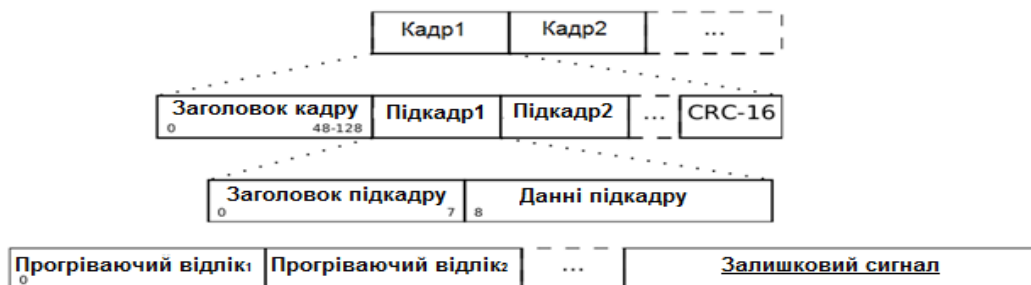 Кадр1 Кадр2 ...
Заголовок кадру Підкадр1 Підкадр2 ... CRC-16
0 48-128
Заголовок підкадру Данні підкадру
0 7 8
Прогріваючий відлік1 Прогріваючий відлік2 ... Залишковий сигнал
0